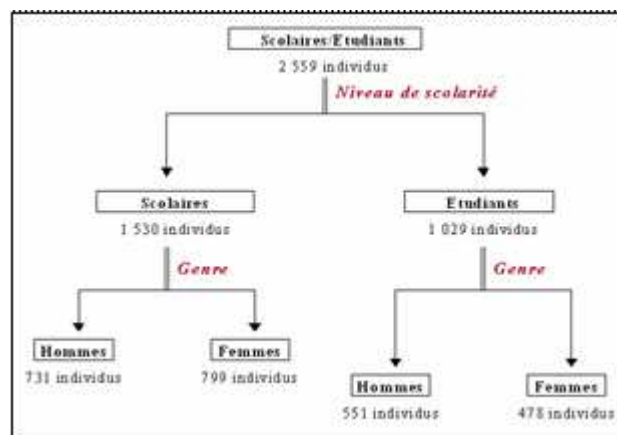 Scolaires/Etudiants
2 559 individus
Niveau de scolarité
Scolaires
1 530 individus
Etudiants
1 029 individus
Genre
Genre
Hommes
731 individus
Femmes
799 individus
Hommes
551 individus
Femmes
478 individus